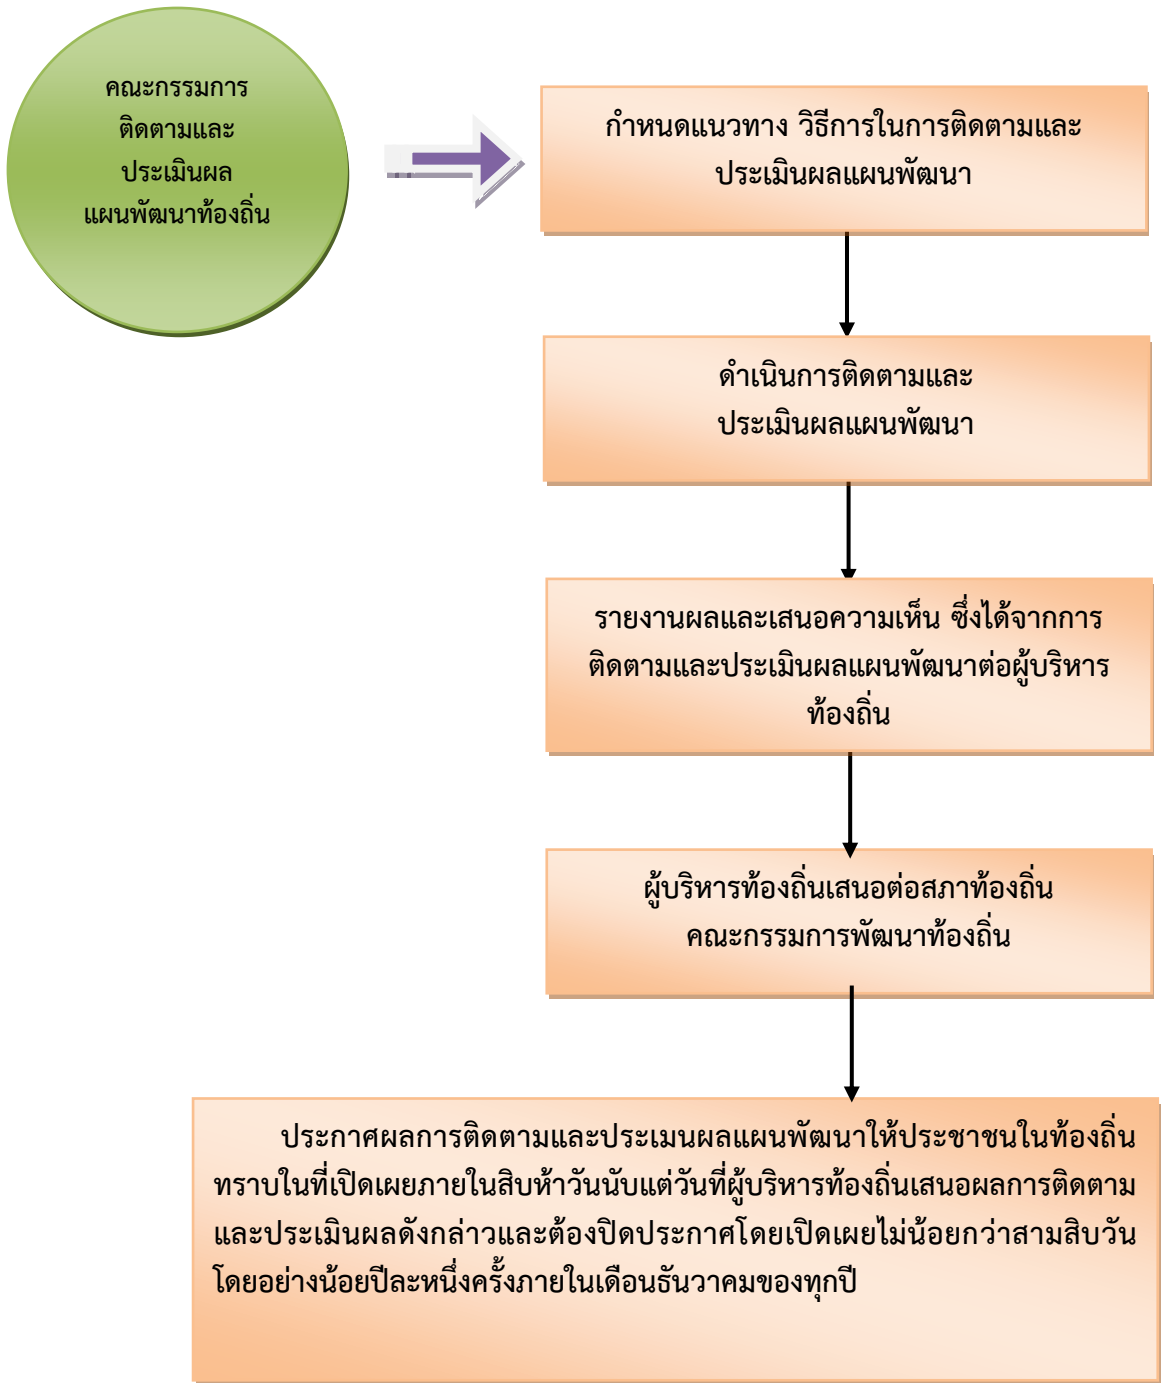 คณะกรรมการ
ติดตามและ
ประเมินผล
แผนพัฒนาท้องถิ่น
กำหนดแนวทาง วิธีการในการติดตามและ
ประเมินผลแผนพัฒนา
ดำเนินการติดตามและ
ประเมินผลแผนพัฒนา
รายงานผลและเสนอความเห็น ซึ่งได้จากการ
ติดตามและประเมินผลแผนพัฒนาต่อผู้บริหาร
ท้องถิ่น
ผู้บริหารท้องถิ่นเสนอต่อสภาท้องถิ่น
คณะกรรมการพัฒนาท้องถิ่น
ประกาศผลการติดตามและประเมนผลแผนพัฒนาให้ประชาชนในท้องถิ่น
ทราบในที่เปิดเผยภายในสิบห้าวันนับแต่วันที่ผู้บริหารท้องถิ่นเสนอผลการติดตาม
และประเมินผลดังกล่าวและต้องปิดประกาศโดยเปิดเผยไม่น้อยกว่าสามสิบวัน
โดยอย่างน้อยปีละหนึ่งครั้งภายในเดือนธันวาคมของทุกปี